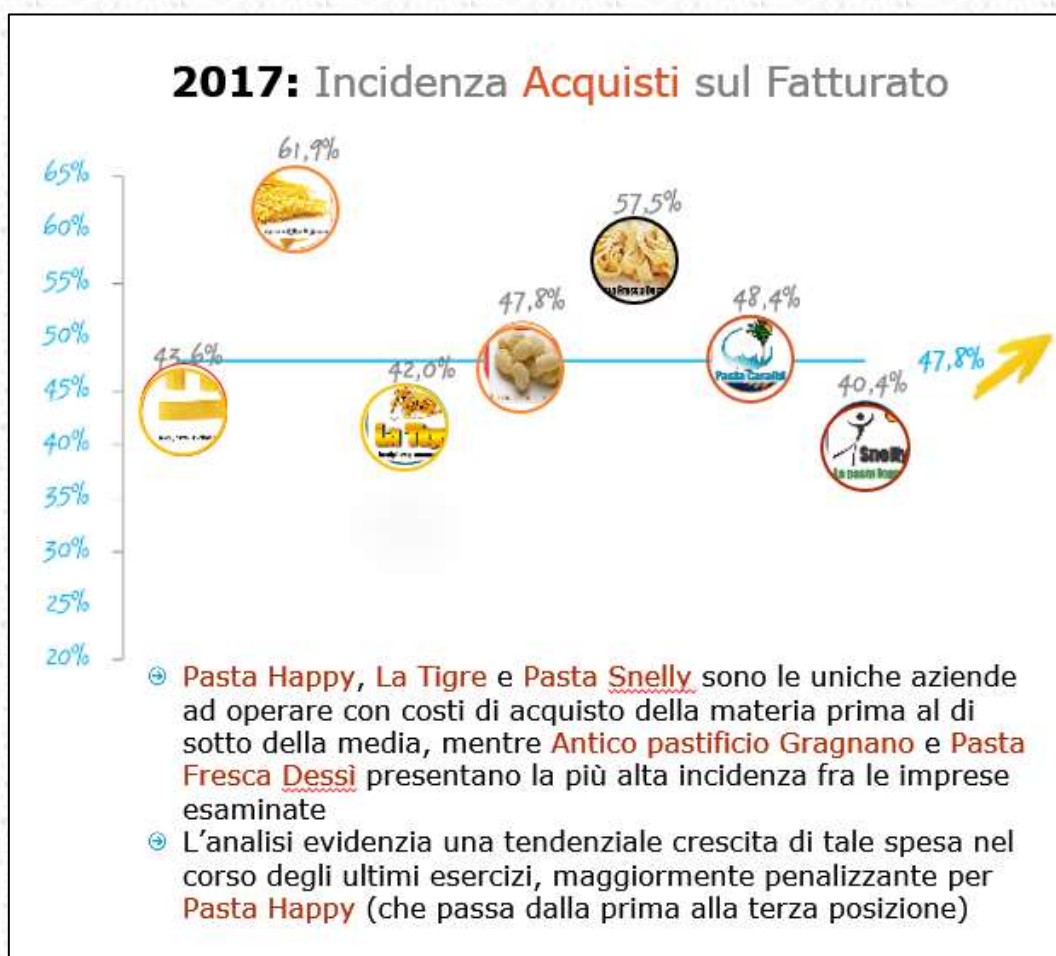 2017: Incidenza Acquisti sul Fatturato
61,9%
65%
57,5%
60%
55%
47,8%
48,4%
50%
43,6%
42,0%
47,8%
Pasta Caraibi
45%
40,4%
La Tig
40%
Snelly
La pasta
35%
30%
25%
20%
Pasta Happy, La Tigre e Pasta Snelly sono le uniche aziende
ad operare con costi di acquisto della materia prima al di
sotto della media, mentre Antico pastificio Gragnano e Pasta
Fresca Dessì presentano la più alta incidenza fra le imprese
esaminate
L’analisi evidenzia una tendenziale crescita di tale spesa nel
corso degli ultimi esercizi, maggiormente penalizzante per
Pasta Happy (che passa dalla prima alla terza posizione)